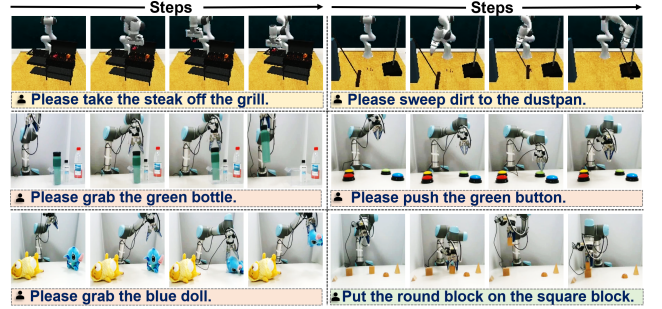 Steps
Steps
Please take the steak off the grill.
Please sweep dirt to the dustpan.
Please grab the green bottle.
Please push the green button.
Please grab the blue doll.
Put the round block on the square block.